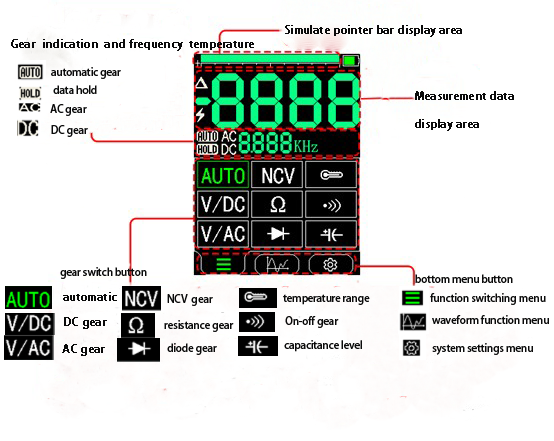 Simulate pointer bar display area
Gear indication and frequency temperature
AUTO automatic gear
HOLD data hold
AC AC gear
DC DC gear
8888
Measurement data
display area
AUTO AC
HOLD DC 8.888 KHz
AUTO NCV
V/DC Ω
V/AC
gear switch button
bottom menu button
AUTO automatic NCV NCV gear temperature range function switching menu
V/DC DC gear Ω resistance gear On-off gear waveform function menu
V/AC AC gear diode gear capacitance level system settings menu